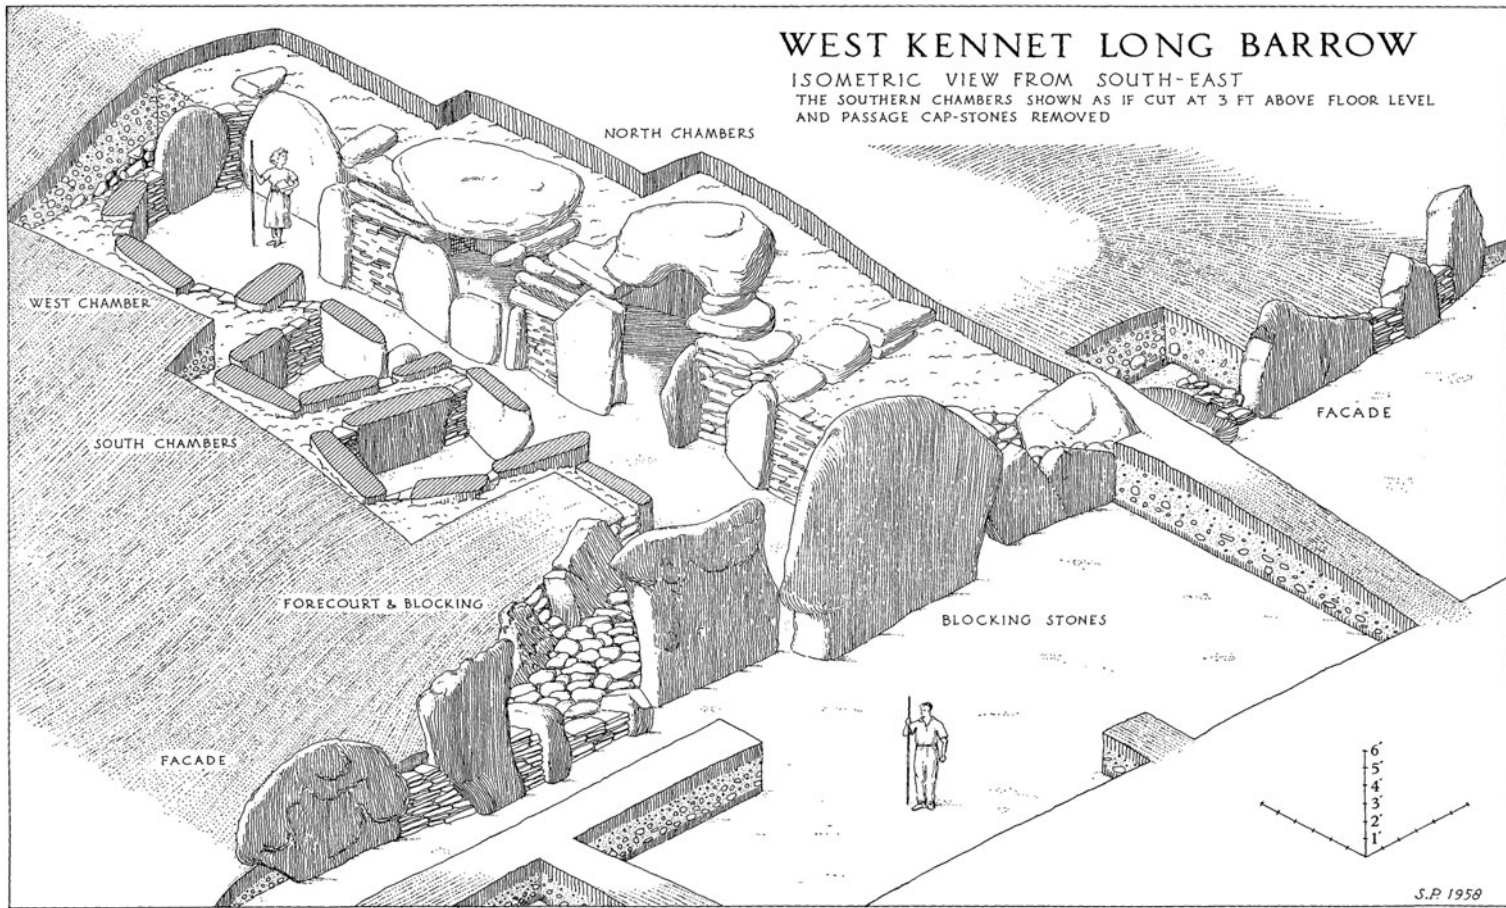 WEST KENNET LONG BARROW
ISOMETRIC VIEW FROM SOUTH-EAST
THE SOUTHERN CHAMBERS SHOWN AS IF CUT AT 3 FT ABOVE FLOOR LEVEL
AND PASSAGE CAP-STONES REMOVED
NORTH CHAMBERS
WEST CHAMBER
FACADE
SOUTH CHAMBERS
FORECOURT & BLOCKING
BLOCKING STONES
FACADE
6'
5'
4'
3'
2'
1'
S.P. 1958